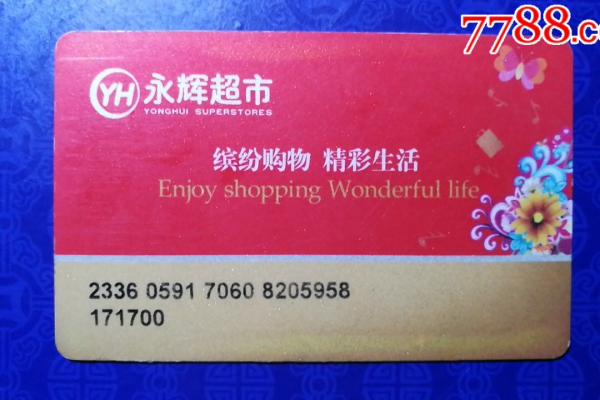 7788.c
YH 永辉超市
YONGHUI SUPERSTORES
缤纷购物 精彩生活
Enjoy shopping Wonderful life
2336 0591 7060 8205958
171700